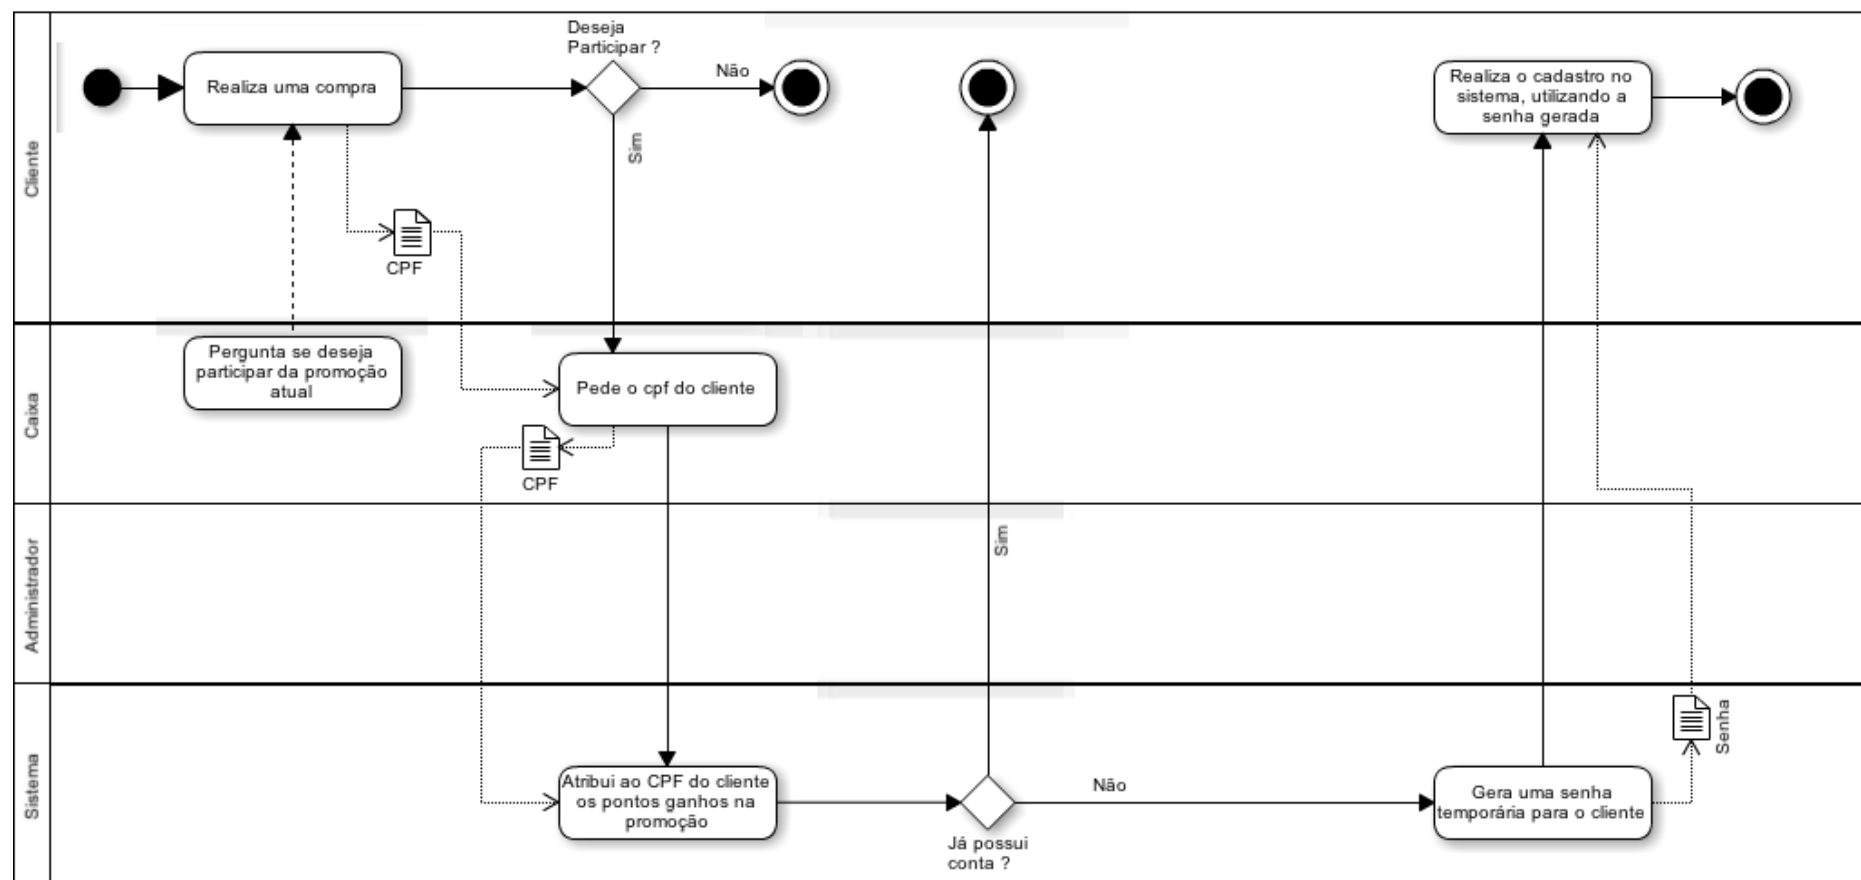 Cliente
Realiza uma compra
Deseja
Participar ?
Não
Sim
CPF
Realiza o cadastro no
sistema, utilizando a
senha gerada
Caixa
Pergunta se deseja
participar da promoção
atual
Pede o cpf do cliente
CPF
Administrador
Sim
Sistema
Atribui ao CPF do cliente
os pontos ganhos na
promoção
Já possui
conta ?
Não
Gera uma senha
temporária para o cliente
Senha